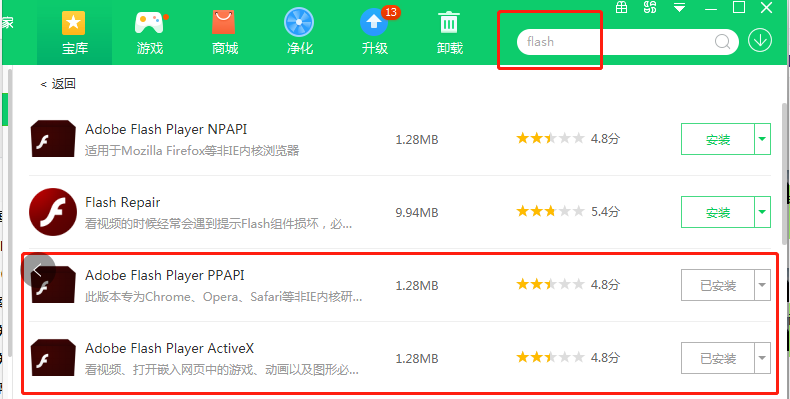 家
宝库
游戏
商城
净化
升级
13
卸载
flash
< 返回
Adobe Flash Player NPAPI
适用于Mozilla Firefox等非IE内核浏览器
1.28MB
4.8分
安装
Flash Repair
看视频的时候经常会遇到提示Flash组件损坏，必...
9.94MB
5.4分
安装
Adobe Flash Player PPAPI
此版本专为Chrome、Opera、Safari等非IE内核研...
1.28MB
4.8分
已安装
Adobe Flash Player ActiveX
看视频、打开嵌入网页中的游戏、动画以及图形必...
1.28MB
4.8分
已安装